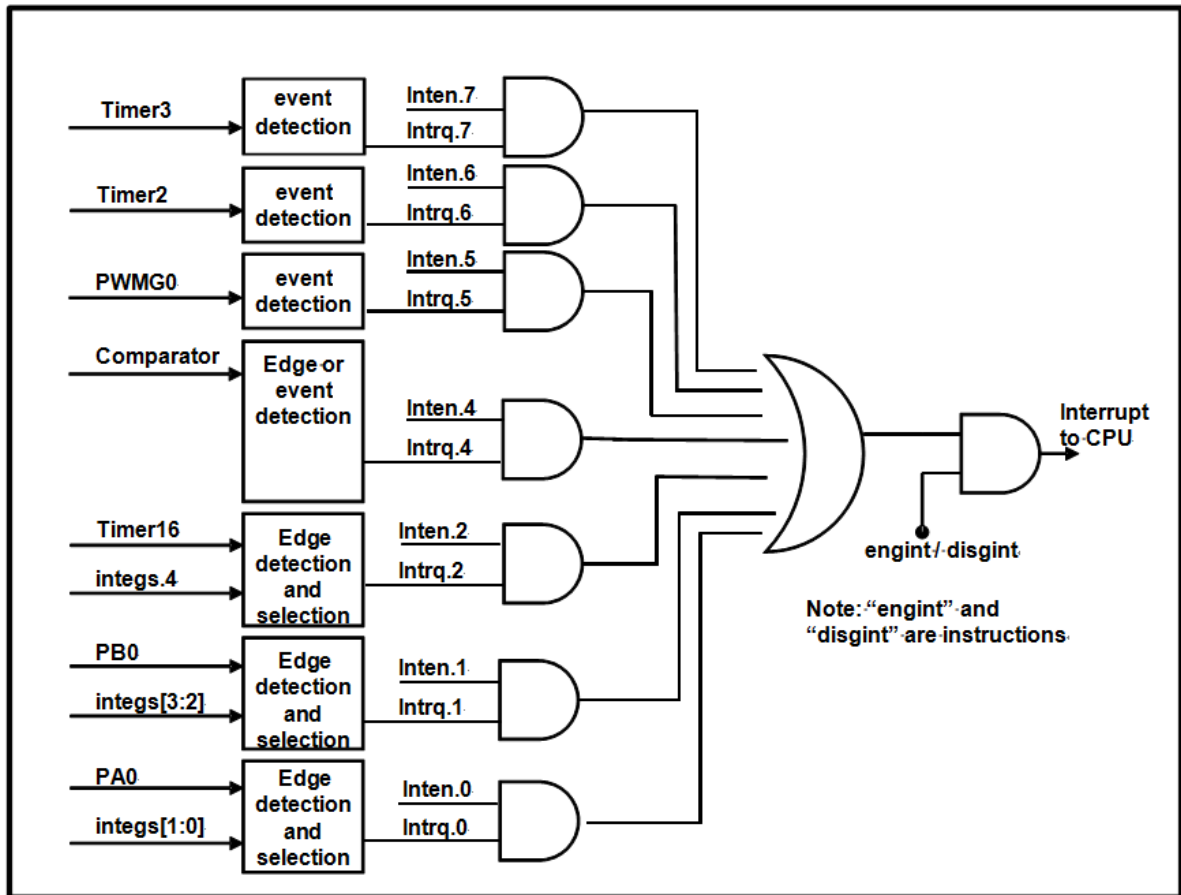 Timer3
event
detection
Inten.7
Intrq.7
Timer2
event
detection
Inten.6
Intrq.6
PWMG0
event
detection
Inten.5
Intrq.5
Comparator
Edge or
event
detection
Inten.4
Intrq.4
Timer16
integs.4
Edge
detection
and
selection
Inten.2
Intrq.2
PB0
integs[3:2]
Edge
detection
and
selection
Inten.1
Intrq.1
PA0
integs[1:0]
Edge
detection
and
selection
Inten.0
Intrq.0
Interrupt
to CPU
engint / disgint
Note: “engint” and
“disgint” are instructions